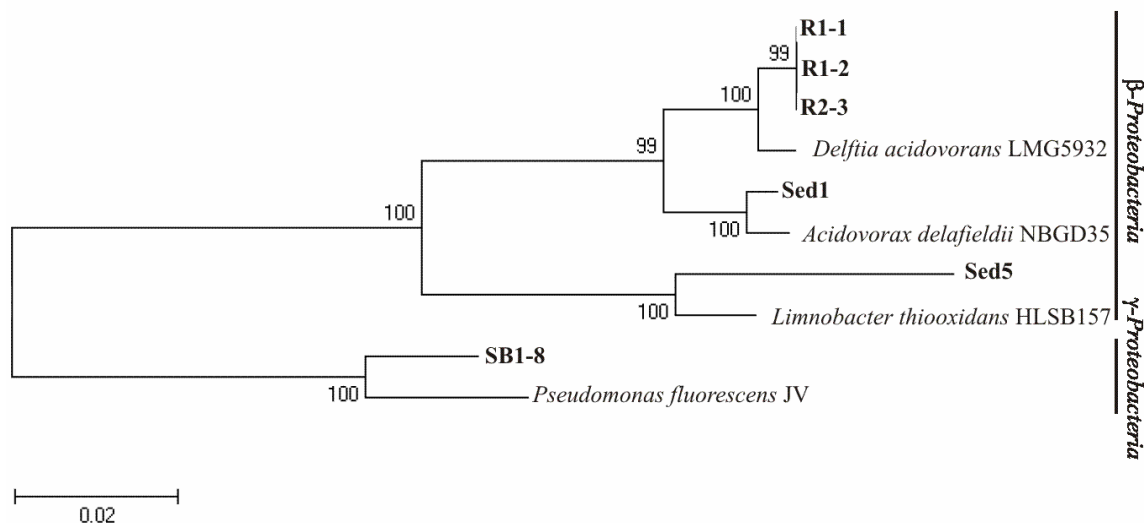 R1-1
99
R1-2
100
R2-3
99
Delftia acidovorans LMG5932
Sed1
100
100
Acidovorax delafieldii NBGD35
Sed5
100
Limnobacter thiooxidans HLSB157
SB1-8
100
Pseudomonas fluorescens JV
0.02
β-Proteobacteria
γ-Proteobacteria